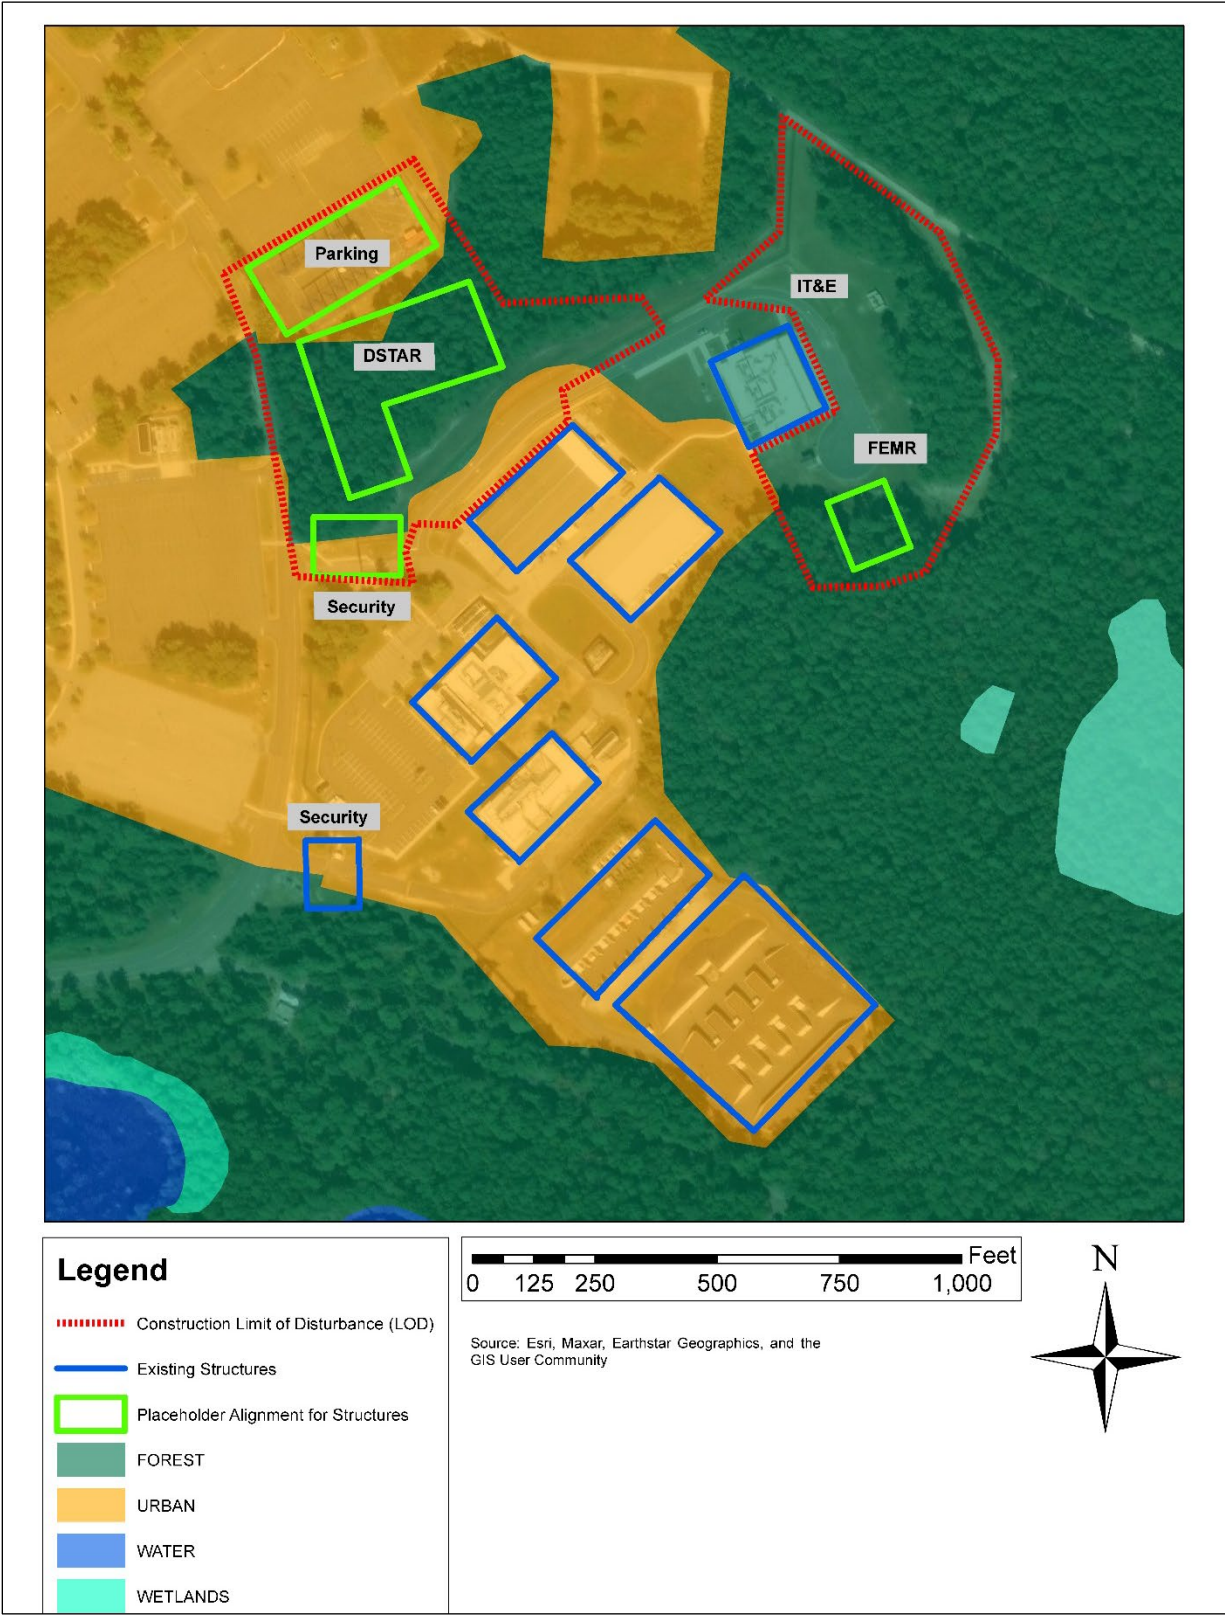 Parking
IT&E
DSTAR
FEMR
Security
Security
Legend
Construction Limit of Disturbance (LOD)
Existing Structures
Placeholder Alignment for Structures
FOREST
URBAN
WATER
WETLANDS
Feet
0 125 250 500 750 1,000
Source: Esri, Maxar, Earthstar Geographics, and the
GIS User Community
N